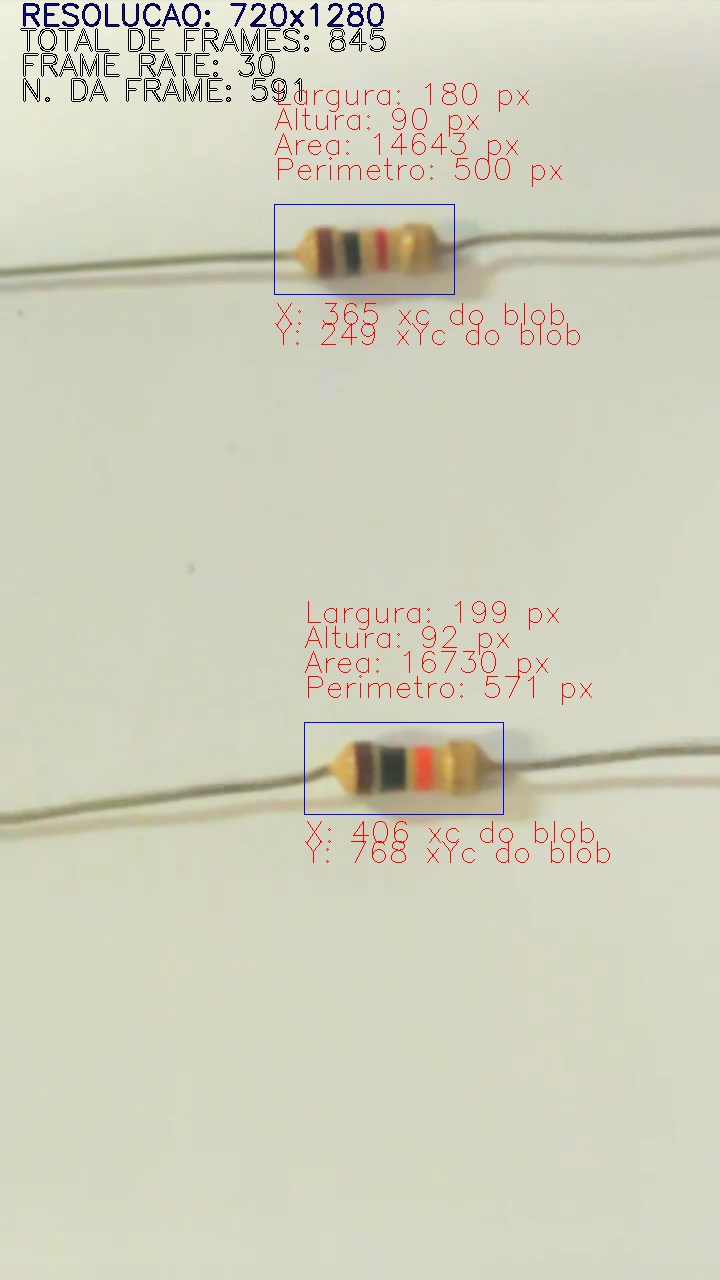 RESOLUCAO: 720x1280
TOTAL DE FRAMES: 845
FRAME RATE: 30
N. DA FRAME: 591
Largura: 180 px
Altura: 90 px
Area: 14643 px
Perimetro: 500 px
X: 365 xc do blob
Y: 249 xYc do blob
Largura: 199 px
Altura: 92 px
Area: 16730 px
Perimetro: 571 px
X: 406 xc do blob
Y: 768 xYc do blob